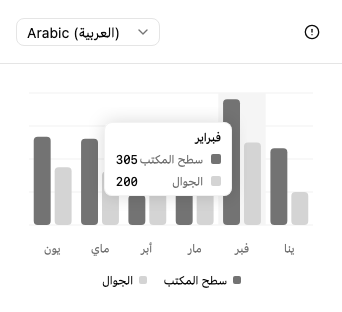 Arabic (العربية)
فبراير
سطح المكتب 305
الجوال 200
ينا فبر مار أبر ماي يون
سطح المكتب الجوال